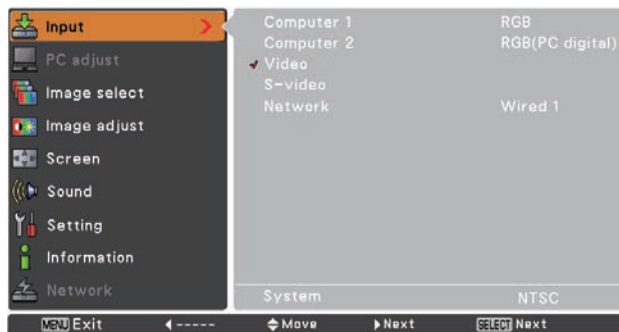 Input
PC adjust
Image select
Image adjust
Screen
Sound
Setting
Information
Network
Computer 1 RGB
Computer 2 RGB(PC digital)
Video
S-video
Network Wired 1
System NTSC
MENU Exit ----- Move Next SELECT Next